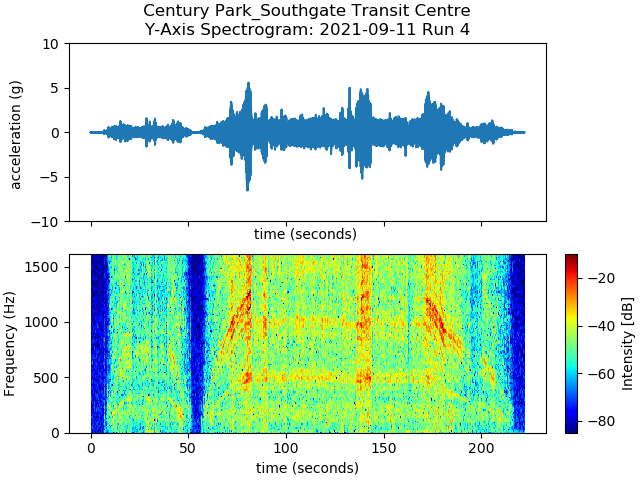 Century Park_Southgate Transit Centre
Y-Axis Spectrogram: 2021-09-11 Run 4
10
5
0
−5
−10
acceleration (g)
time (seconds)
1500
1000
500
0
Frequency (Hz)
0
50
100
150
200
time (seconds)
−20
−40
−60
−80
Intensity [dB]